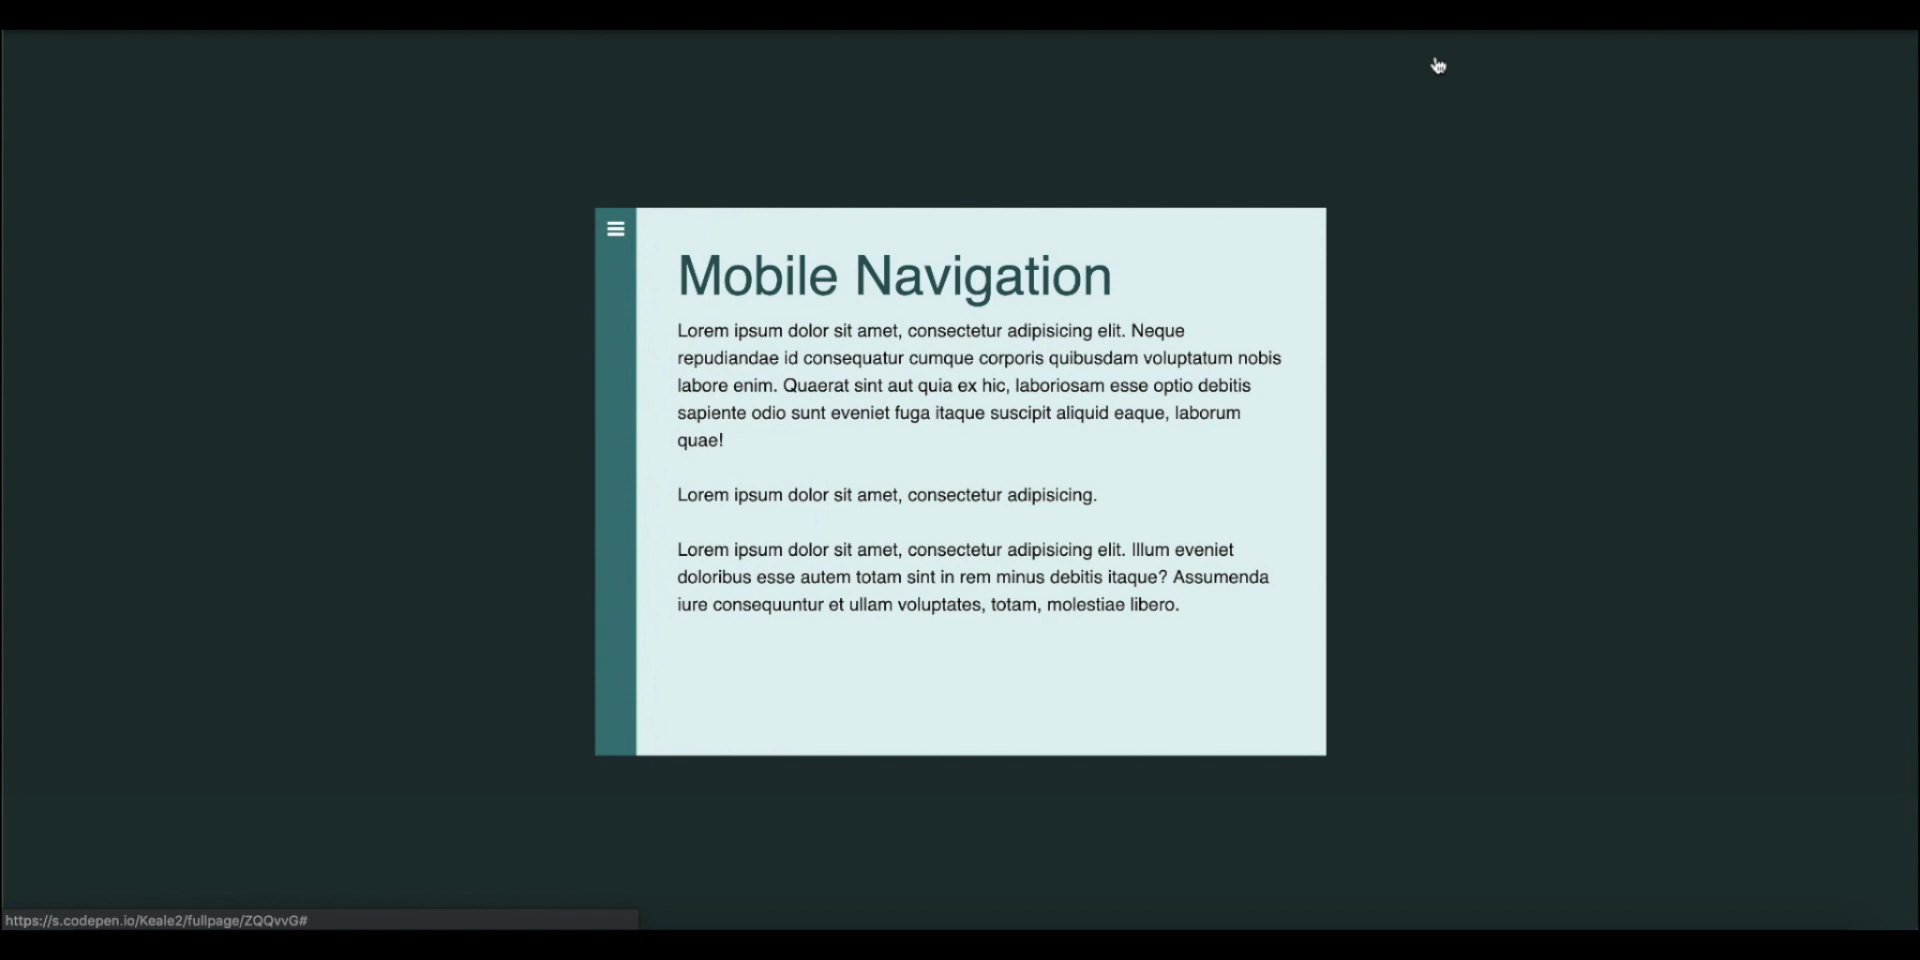 Mobile Navigation
Lorem ipsum dolor sit amet, consectetur adipisicing elit. Neque
repudiandae id consequatur cumque corporis quibusdam voluptatum nobis
labore enim. Quaerat sint aut quia ex hic, laboriosam esse optio debitis
sapiente odio sunt eveniet fuga itaque suscipit aliquid eaque, laborum
quae!
Lorem ipsum dolor sit amet, consectetur adipisicing.
Lorem ipsum dolor sit amet, consectetur adipisicing elit. Illum eveniet
doloribus esse autem totam sint in rem minus debitis itaque? Assumenda
iure consequuntur et ullam voluptates, totam, molestiae libero.
https://s.codepen.io/Keale2/fullpage/ZQQvvG#